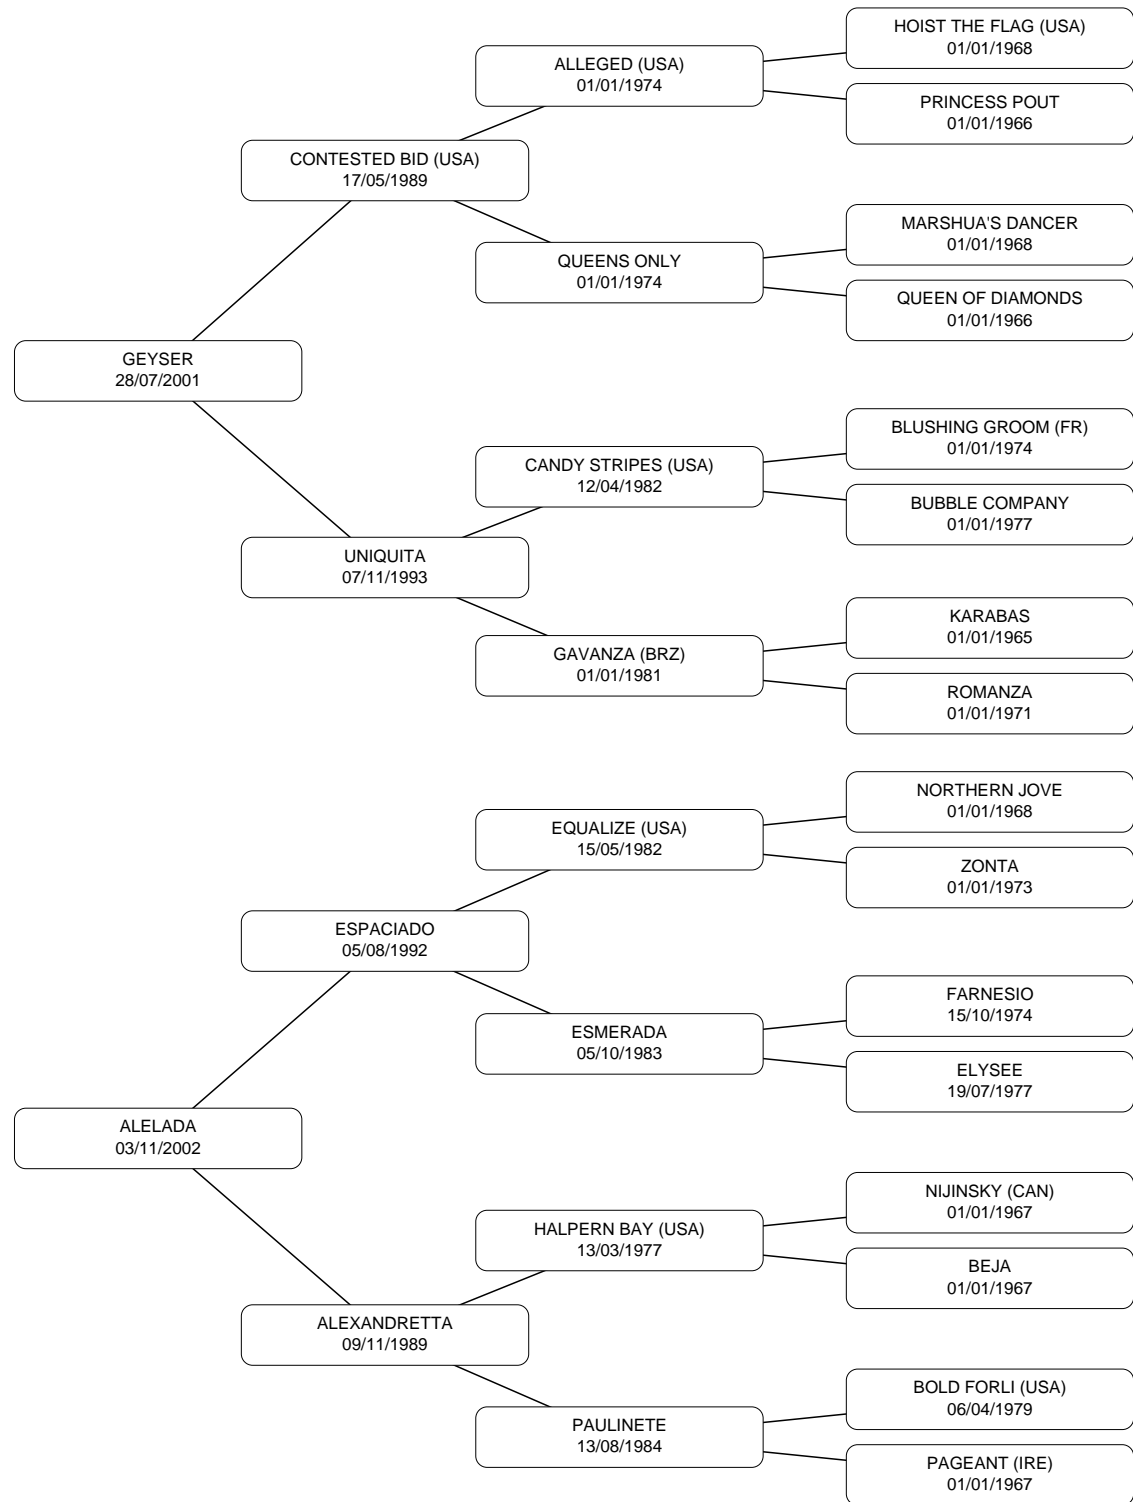 HOIST THE FLAG (USA)
01/01/1968
ALLEGED (USA)
01/01/1974
PRINCESS POUT
01/01/1966
CONTESTED BID (USA)
17/05/1989
MARSHUA'S DANCER
01/01/1968
QUEENS ONLY
01/01/1974
QUEEN OF DIAMONDS
01/01/1966
GEYSER
28/07/2001
BLUSHING GROOM (FR)
01/01/1974
CANDY STRIPES (USA)
12/04/1982
BUBBLE COMPANY
01/01/1977
UNIQUITA
07/11/1993
KARABAS
01/01/1965
GAVANZA (BRZ)
01/01/1981
ROMANZA
01/01/1971
NORTHERN JOVE
01/01/1968
EQUALIZE (USA)
15/05/1982
ZONTA
01/01/1973
ESPACIADO
05/08/1992
FARNESIO
15/10/1974
ESMERADA
05/10/1983
ELYSEE
19/07/1977
ALELADA
03/11/2002
NIJINSKY (CAN)
01/01/1967
HALPERN BAY (USA)
13/03/1977
BEJA
01/01/1967
ALEXANDRETTA
09/11/1989
BOLD FORLI (USA)
06/04/1979
PAULINETE
13/08/1984
PAGEANT (IRE)
01/01/1967